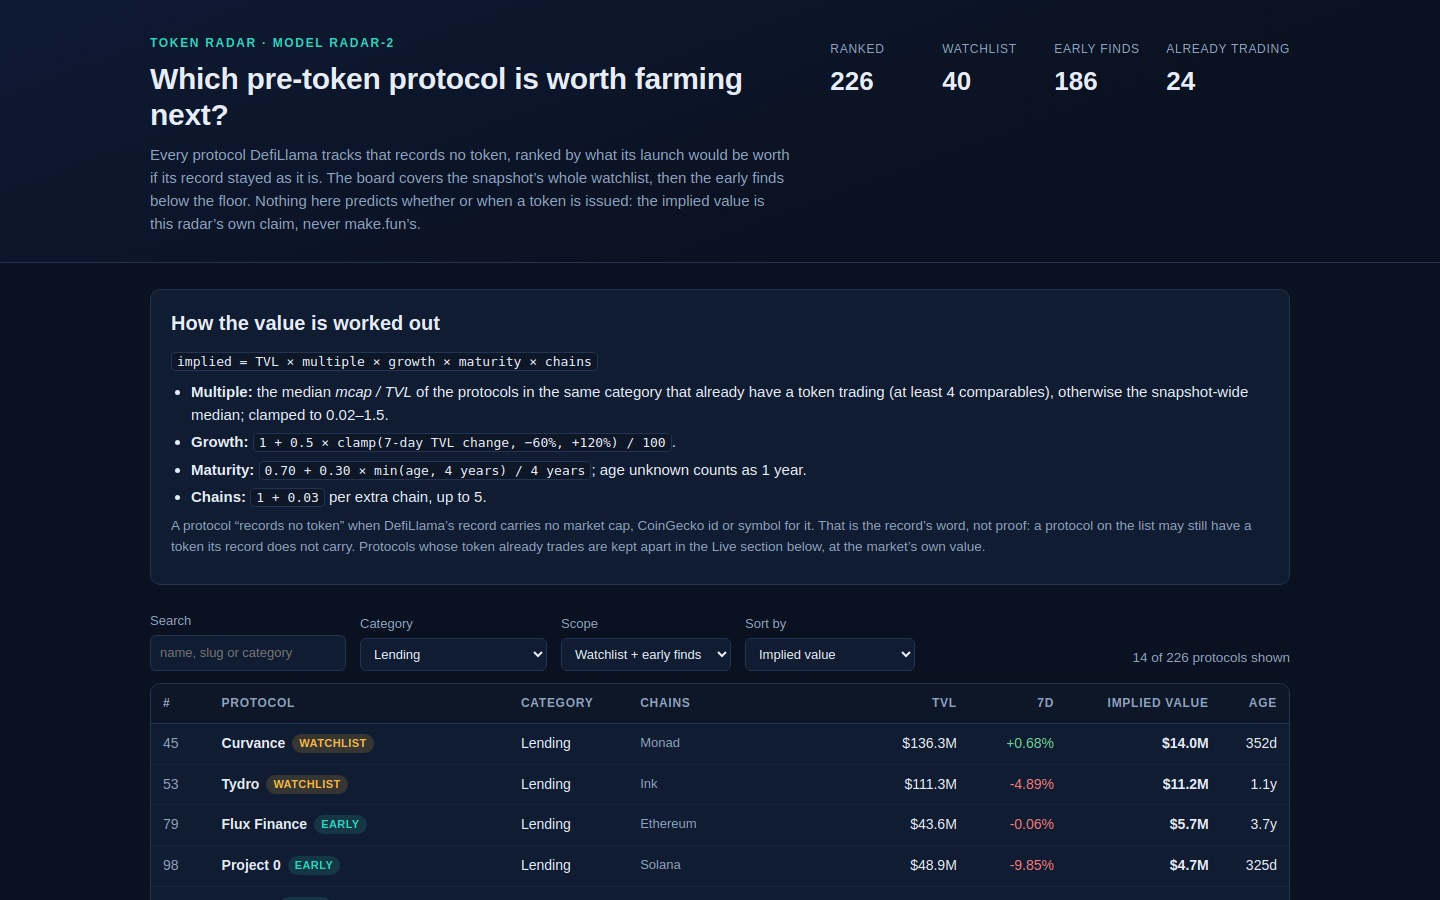 TOKEN RADAR · MODEL RADAR-2
Which pre-token protocol is worth farming
next?
Every protocol DefiLlama tracks that records no token, ranked by what its launch would be worth
if its record stayed as it is. The board covers the snapshot’s whole watchlist, then the early finds
below the floor. Nothing here predicts whether or when a token is issued: the implied value is
this radar’s own claim, never make.fun’s.
RANKED WATCHLIST EARLY FINDS ALREADY TRADING
226 40 186 24
How the value is worked out
implied = TVL × multiple × growth × maturity × chains
• Multiple: the median mcap / TVL of the protocols in the same category that already have a token trading (at least 4 comparables), otherwise the snapshot-wide
median; clamped to 0.02–1.5.
• Growth: 1 + 0.5 × clamp(7-day TVL change, −60%, +120%) / 100.
• Maturity: 0.70 + 0.30 × min(age, 4 years) / 4 years; age unknown counts as 1 year.
• Chains: 1 + 0.03 per extra chain, up to 5.
A protocol “records no token” when DefiLlama’s record carries no market cap, CoinGecko id or symbol for it. That is the record’s word, not proof: a protocol on the list may still have a
token its record does not carry. Protocols whose token already trades are kept apart in the Live section below, at the market’s own value.
Search Category Scope Sort by
name, slug or category Lending Watchlist + early finds Implied value 14 of 226 protocols shown
# PROTOCOL CATEGORY CHAINS TVL 7D IMPLIED VALUE AGE
45 Curvance WATCHLIST Lending Monad $136.3M +0.68% $14.0M 352d
53 Tydro WATCHLIST Lending Ink $111.3M -4.89% $11.2M 1.1y
79 Flux Finance EARLY Lending Ethereum $43.6M -0.06% $5.7M 3.7y
98 Project 0 EARLY Lending Solana $48.9M -9.85% $4.7M 325d